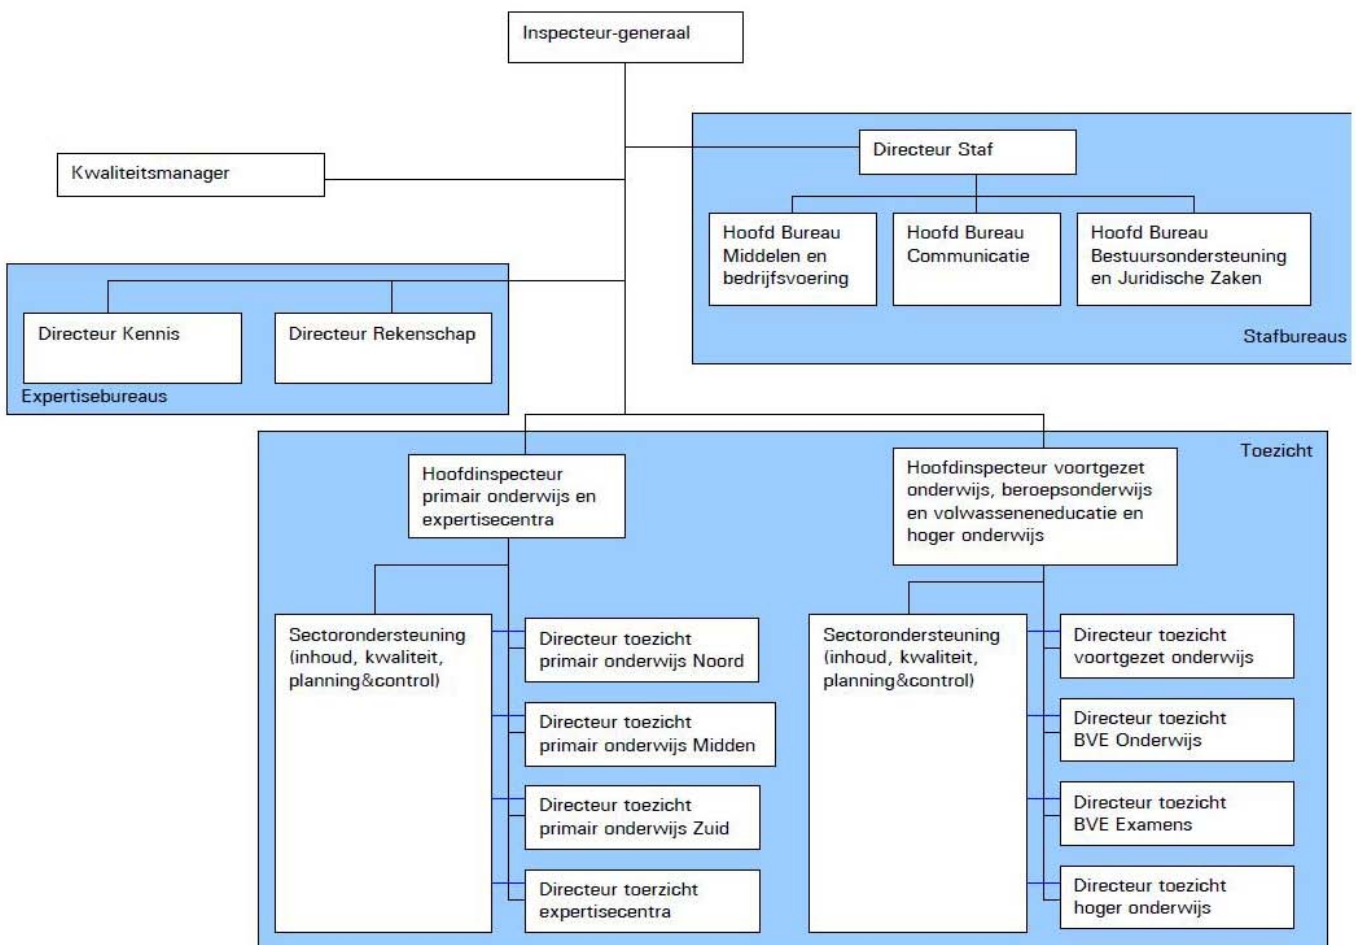 Inspecteur-generaal
Kwaliteitsmanager
Directeur Staf
Hoofd Bureau
Middelen en
bedrijfsvoering
Hoofd Bureau
Communicatie
Hoofd Bureau
Bestuursondersteuning
en Juridische Zaken
Stafbureaus
Directeur Kennis
Directeur Rekenschap
Expertisebureaus
Toezicht
Hoofdinspecteur
primair onderwijs en
expertisecentra
Hoofdinspecteur voortgezet
onderwijs, beroepsonderwijs
en volwasseneneducatie en
hoger onderwijs
Sectorondersteuning
(inhoud, kwaliteit,
planning&control)
Directeur toezicht
primair onderwijs Noord
Directeur toezicht
primair onderwijs Midden
Directeur toezicht
primair onderwijs Zuid
Directeur toerzicht
expertisecentra
Sectorondersteuning
(inhoud, kwaliteit,
planning&control)
Directeur toezicht
voortgezet onderwijs
Directeur toezicht
BVE Onderwijs
Directeur toezicht
BVE Examens
Directeur toezicht
hoger onderwijs